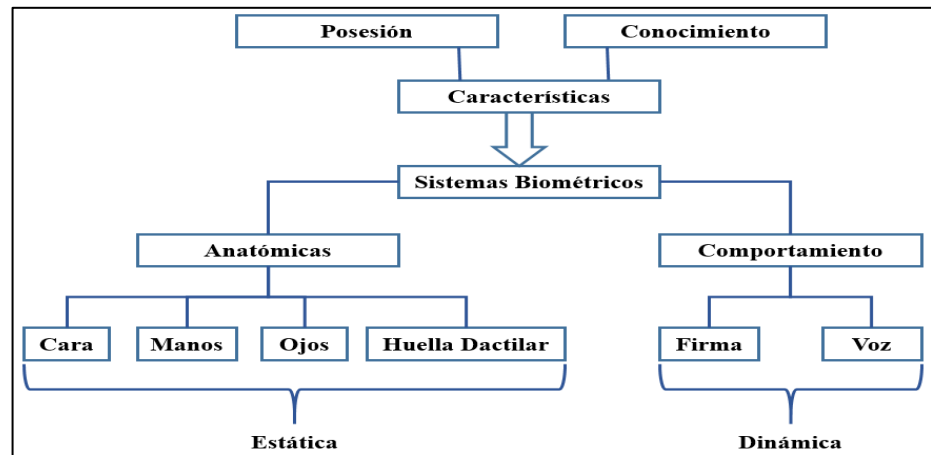 Posesión
Conocimiento
Características
Sistemas Biométricos
Anatómicas
Comportamiento
Cara
Manos
Ojos
Huella Dactilar
Firma
Voz
Estática
Dinámica